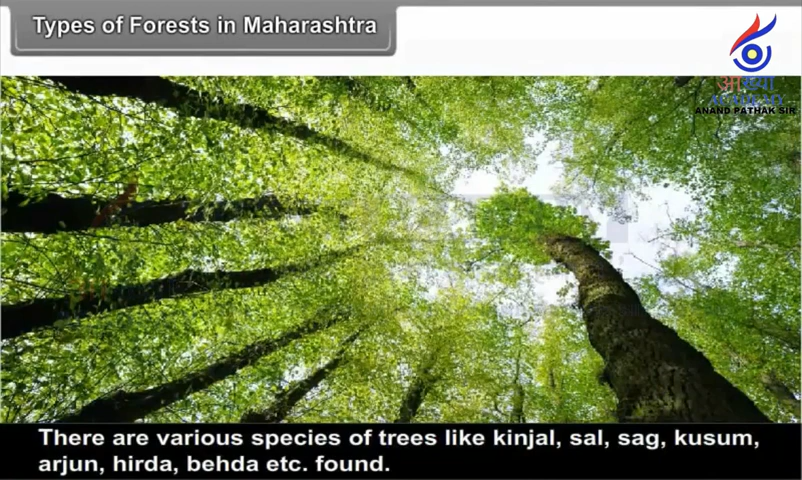 Types of Forests in Maharashtra
आख्या
ANAND PATHAK SIR
There are various species of trees like kinjal, sal, sag, kusum,
arjun, hirda, behda etc. found.